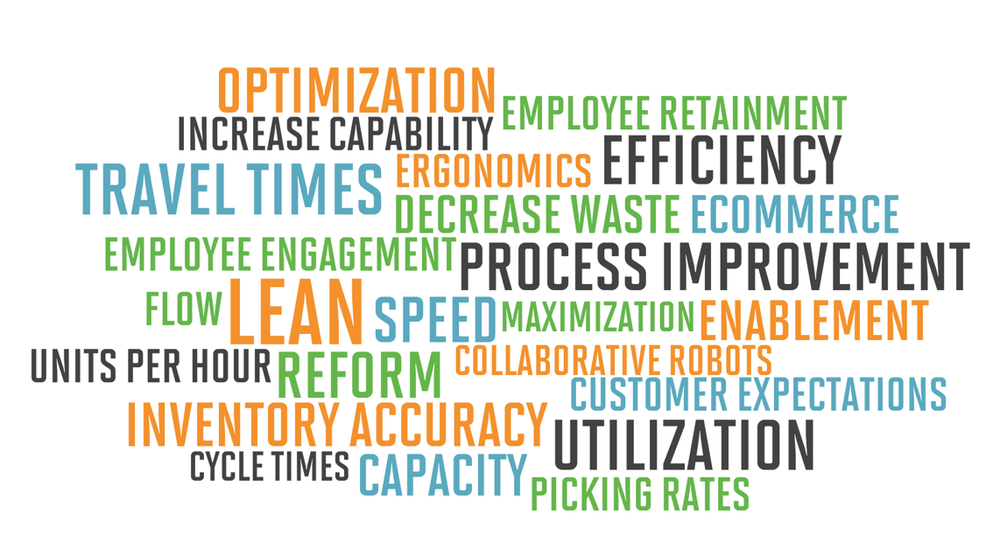 OPTIMIZATION
EMPLOYEE RETAINMENT
INCREASE CAPABILITY
EFFICIENCY
TRAVEL TIMES
ERGONOMICS
DECREASE WASTE
ECOMMERCE
EMPLOYEE ENGAGEMENT
PROCESS IMPROVEMENT
FLOW
LEAN
SPEED
MAXIMIZATION
ENABLEMENT
UNITS PER HOUR
REFORM
COLLABORATIVE ROBOTS
CUSTOMER EXPECTATIONS
INVENTORY ACCURACY
UTILIZATION
CYCLE TIMES
CAPACITY
PICKING RATES